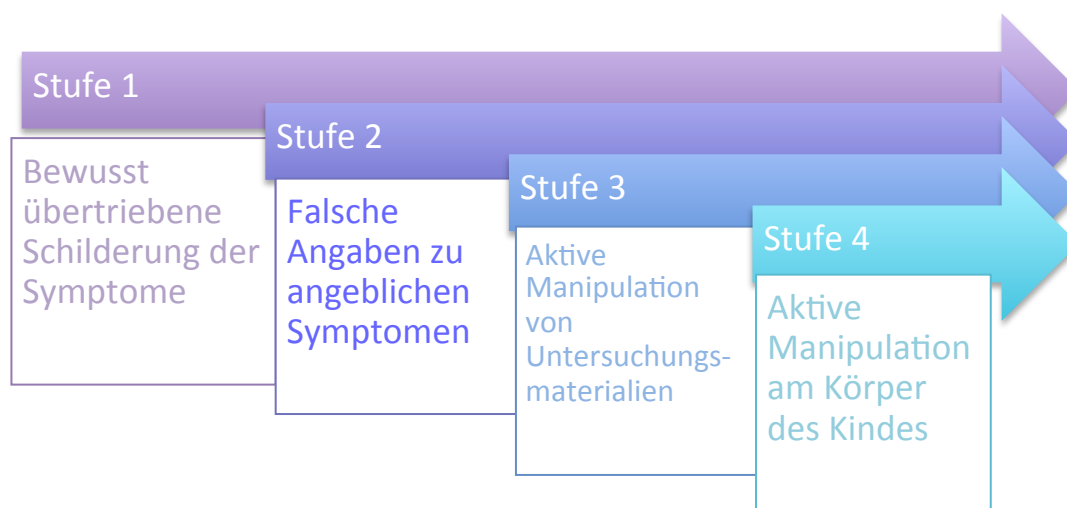 Stufe 1
Bewusst
übertriebene
Schilderung der
Symptome
Stufe 2
Falsche
Angaben zu
angeblichen
Symptomen
Stufe 3
Aktive
Manipulation
von
Untersuchungs-
materialien
Stufe 4
Aktive
Manipulation
am Körper
des Kindes